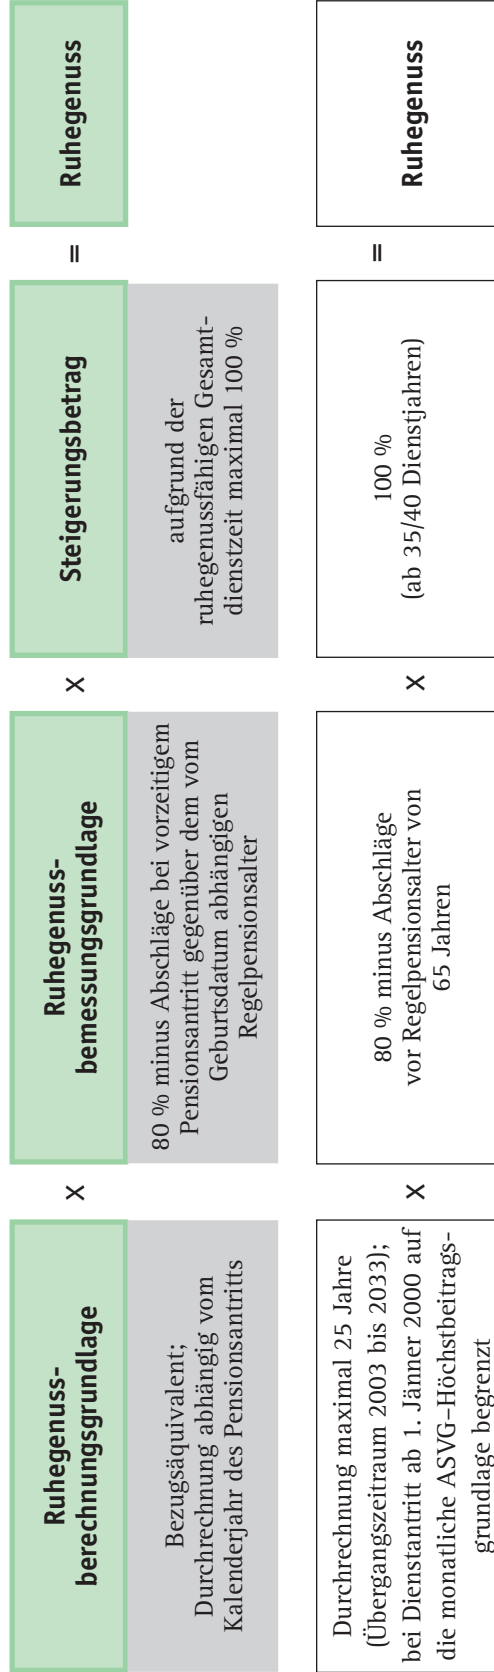 Ruhegenuss-
berechnungsgrundlage
X
Ruhegenuss-
bemessungsgrundlage
X
Steigerungsbetrag
=
Ruhegenuss
Bezugsäquivalent;
Durchrechnung abhängig vom
Kalenderjahr des Pensionsantritts
80 % minus Abschläge bei vorzeitigem
Pensionsantritt gegenüber dem vom
Geburtsdatum abhängigen
Regelpensionsalter
aufgrund der
ruhegenussfähigen Gesamt-
dienstzeit maximal 100 %
Durchrechnung maximal 25 Jahre
(Übergangszeitraum 2003 bis 2033);
bei Dienstantritt ab 1. Jänner 2000 auf
die monatliche ASVG-Höchstbeitrags-
grundlage begrenzt
X
80 % minus Abschläge
vor Regelpensionsalter von
65 Jahren
X
100 %
(ab 35/40 Dienstjahren)
=
Ruhegenuss